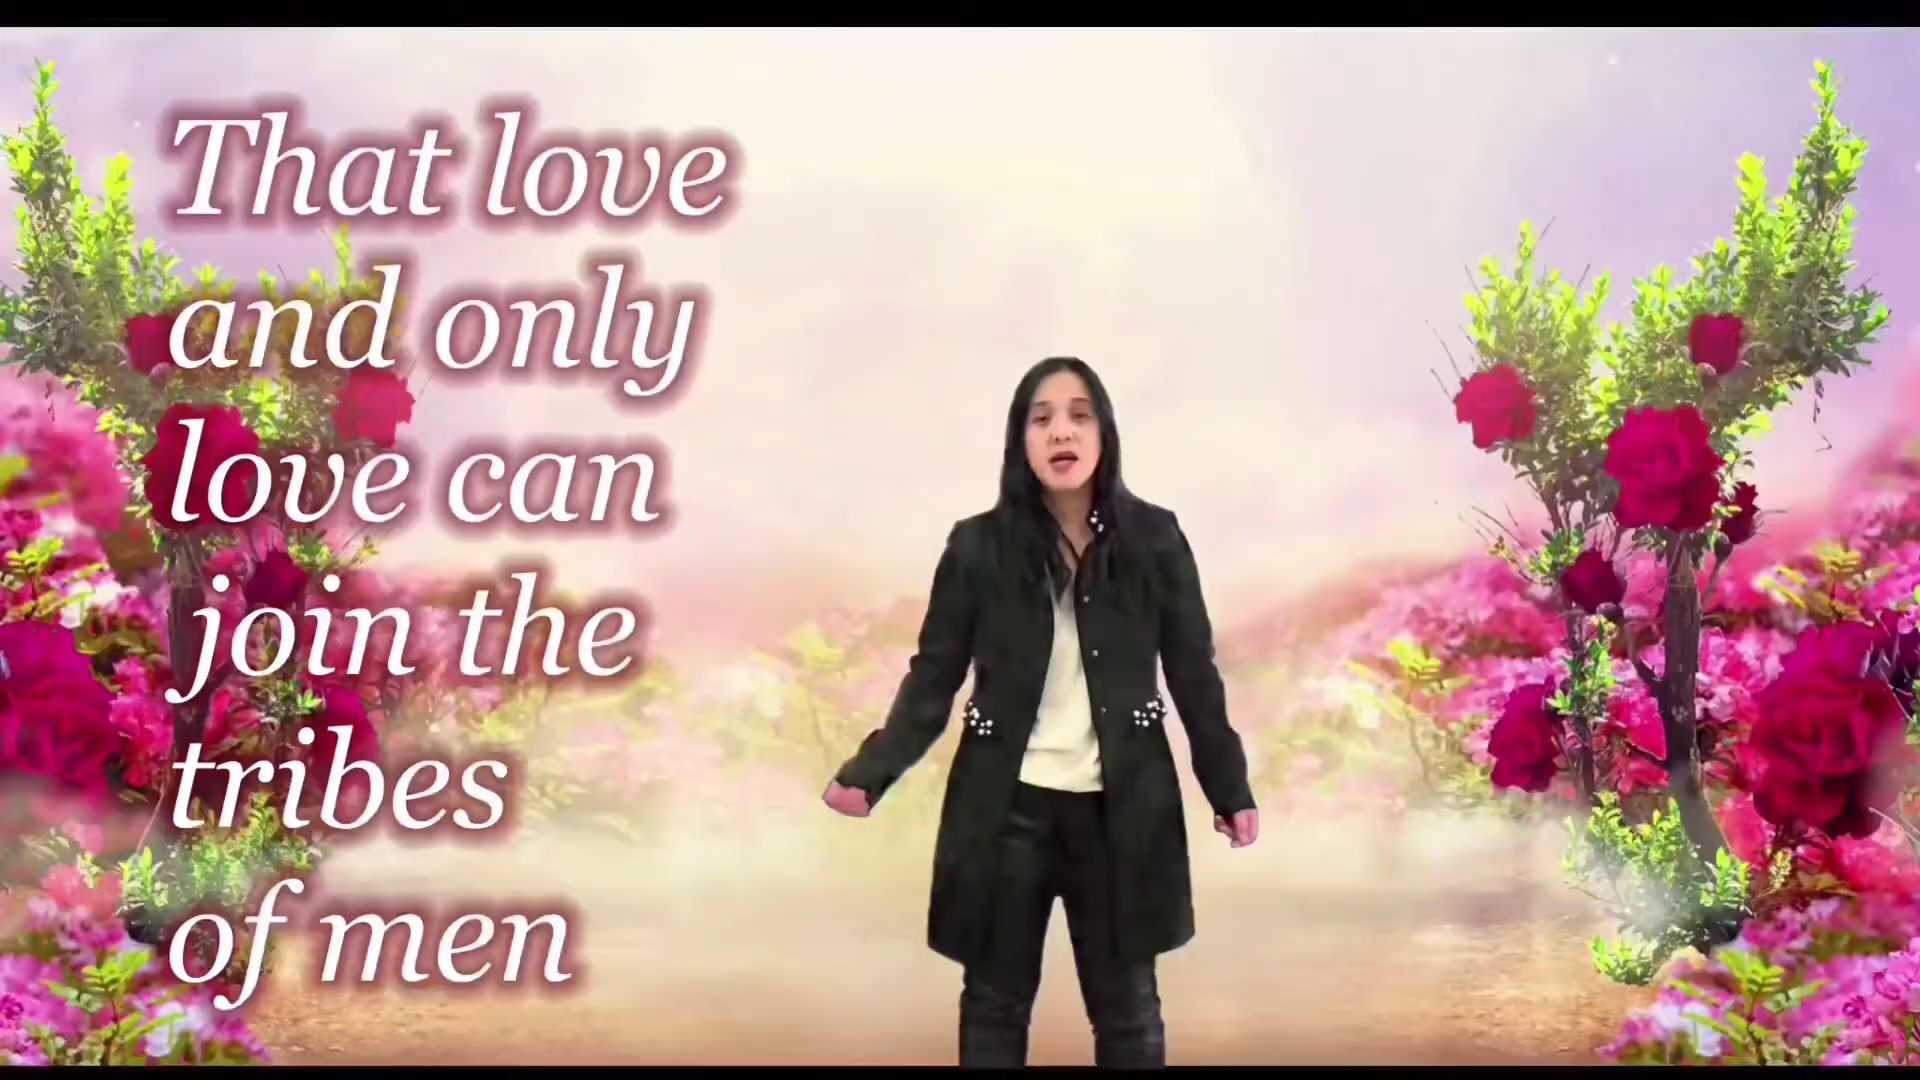 That love
and only
love can
join the
tribes
of men